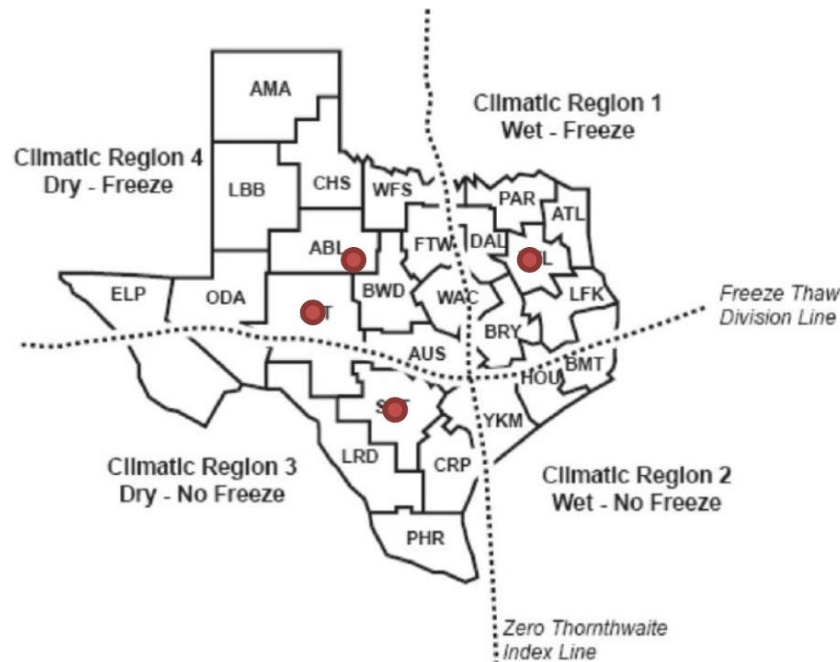 AMA
Climatic Region 1
Wet - Freeze
Climatic Region 4
Dry - Freeze
LBB
CHS
WFS
PAR
ATL
ABL
FTW
DAL
L
ELP
ODA
BWD
WAC
LFK
Freeze Thaw
Division Line
T
BRY
AUS
HOU
BMT
S
YKM
LRD
CRP
Climatic Region 3
Dry - No Freeze
Climatic Region 2
Wet - No Freeze
PHR
Zero Thornthwaite
Index Line